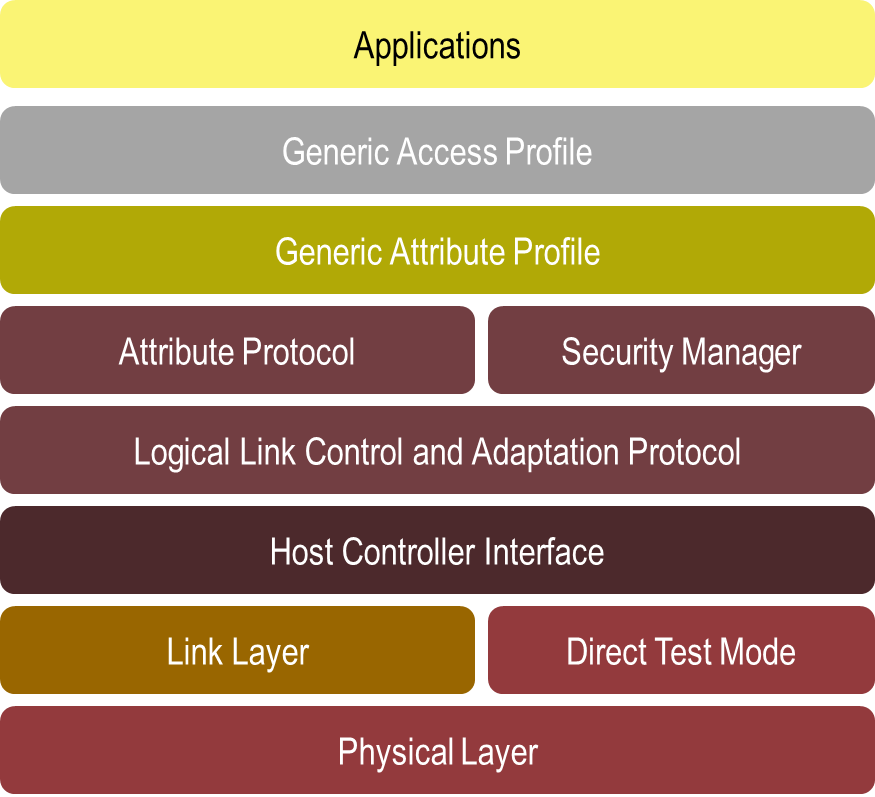 Applications
Generic Access Profile
Generic Attribute Profile
Attribute Protocol
Security Manager
Logical Link Control and Adaptation Protocol
Host Controller Interface
Link Layer
Direct Test Mode
Physical Layer